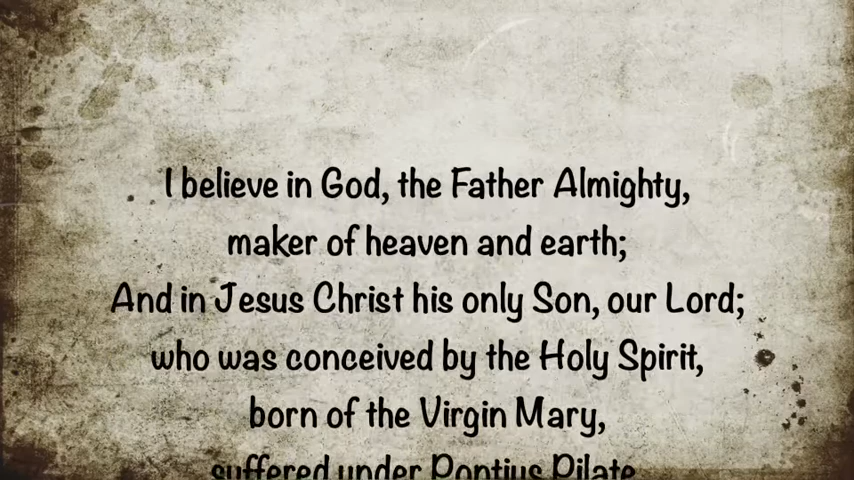 I believe in God, the Father Almighty,
maker of heaven and earth;
And in Jesus Christ his only Son, our Lord;
who was conceived by the Holy Spirit,
born of the Virgin Mary,
suffered under Pontius Pilate